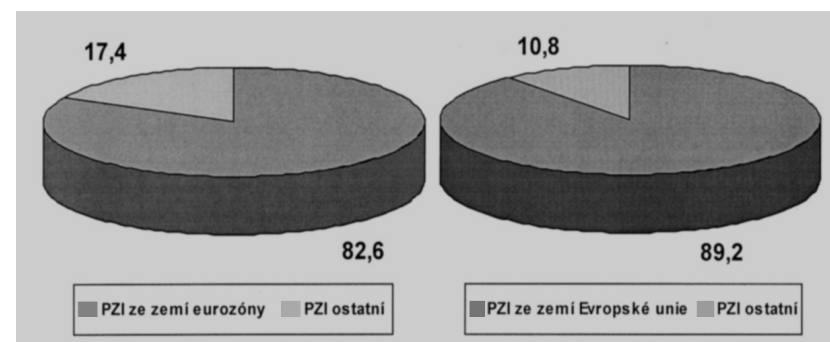 17,4
10,8
82,6
89,2
PZI ze zemí eurozóny PZI ostatní
PZI ze zemí Evropské unie PZI ostatní